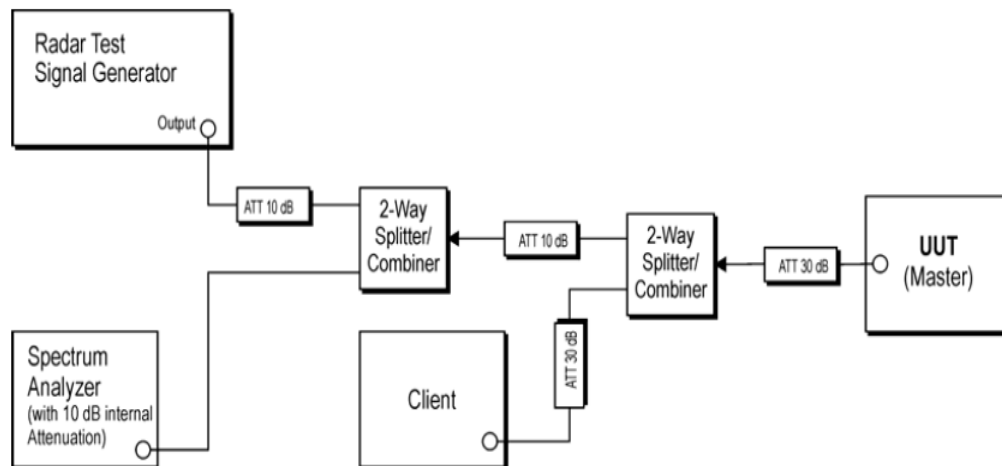 Radar Test
Signal Generator
Output
ATT 10 dB
2-Way
Splitter/
Combiner
ATT 10 dB
2-Way
Splitter/
Combiner
ATT 30 dB
UUT
(Master)
Spectrum
Analyzer
(with 10 dB internal
Attenuation)
Client
ATT 30 dB